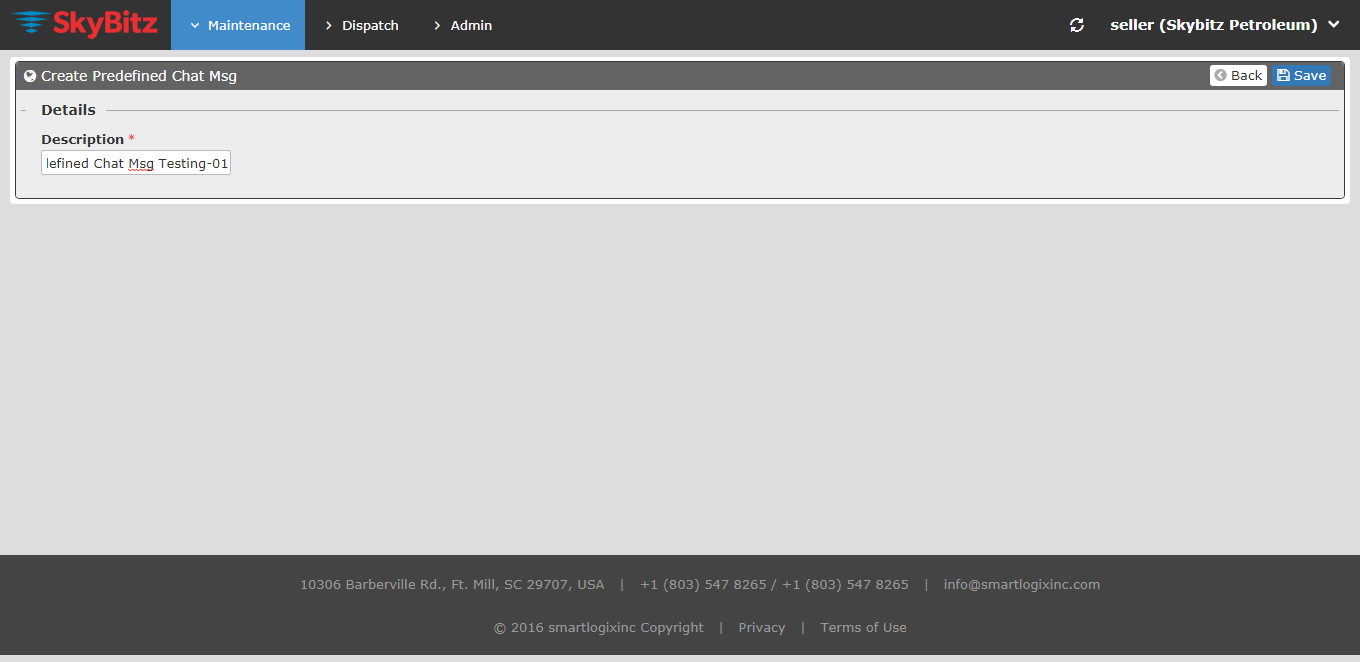 SkyBitz Maintenance Dispatch Admin seller (Skybitz Petroleum)
Create Predefined Chat Msg Back Save
Details
Description *
lefined Chat Msg Testing-01
10306 Barberville Rd., Ft. Mill, SC 29707, USA | +1 (803) 547 8265 / +1 (803) 547 8265 | info@smartlogixinc.com
© 2016 smartlogixinc Copyright | Privacy | Terms of Use